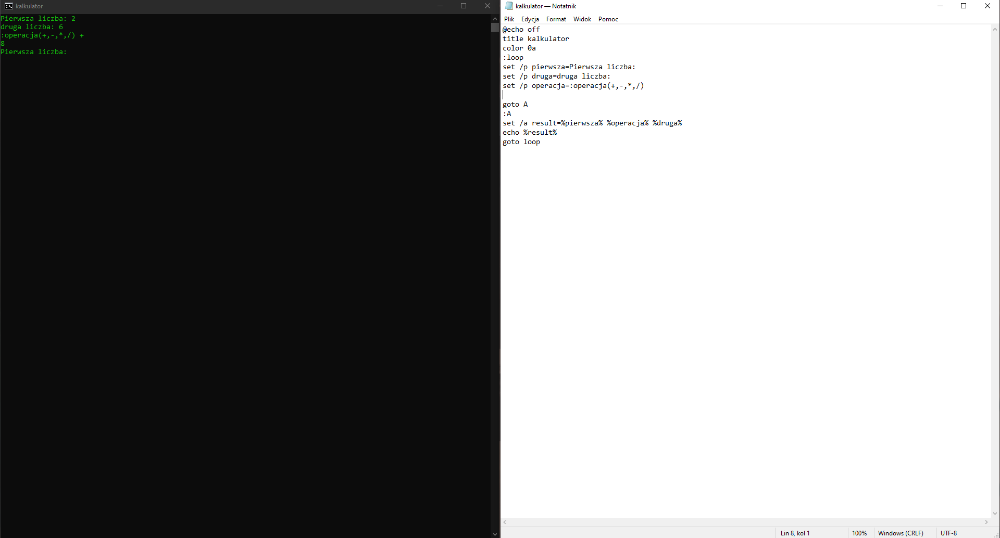 kalkulator
Pierwsza liczba: 2
druga liczba: 6
:operacja(+,-,*,/) +
8
Pierwsza liczba:
kalkulator — Notatnik
Plik Edycja Format Widok Pomoc
@echo off
title kalkulator
color 0a
:loop
set /p pierwsza=Pierwsza liczba:
set /p druga=druga liczba:
set /p operacja=:operacja(+,-,*,/)
goto A
:A
set /a result=%pierwsza% %operacja% %druga%
echo %result%
goto loop
Lin 8, kol 1 100% Windows (CRLF) UTF-8